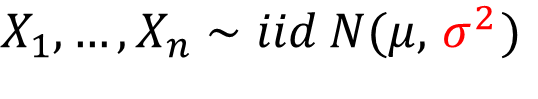 X₁, …, Xₙ ~ iid N(μ, σ²)